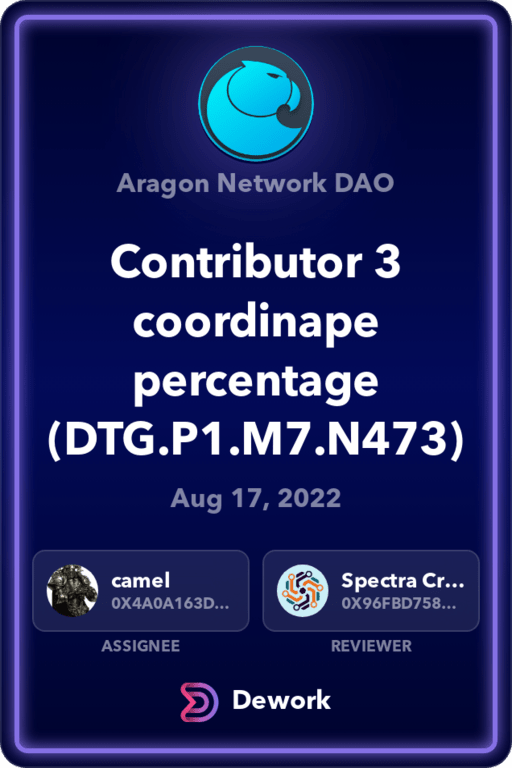 Aragon Network DAO
Contributor 3
coordinape
percentage
(DTG.P1.M7.N473)
Aug 17, 2022
camel
0X4A0A163D...
ASSIGNEE
Spectra Cr...
0X96FBD758...
REVIEWER
Dework